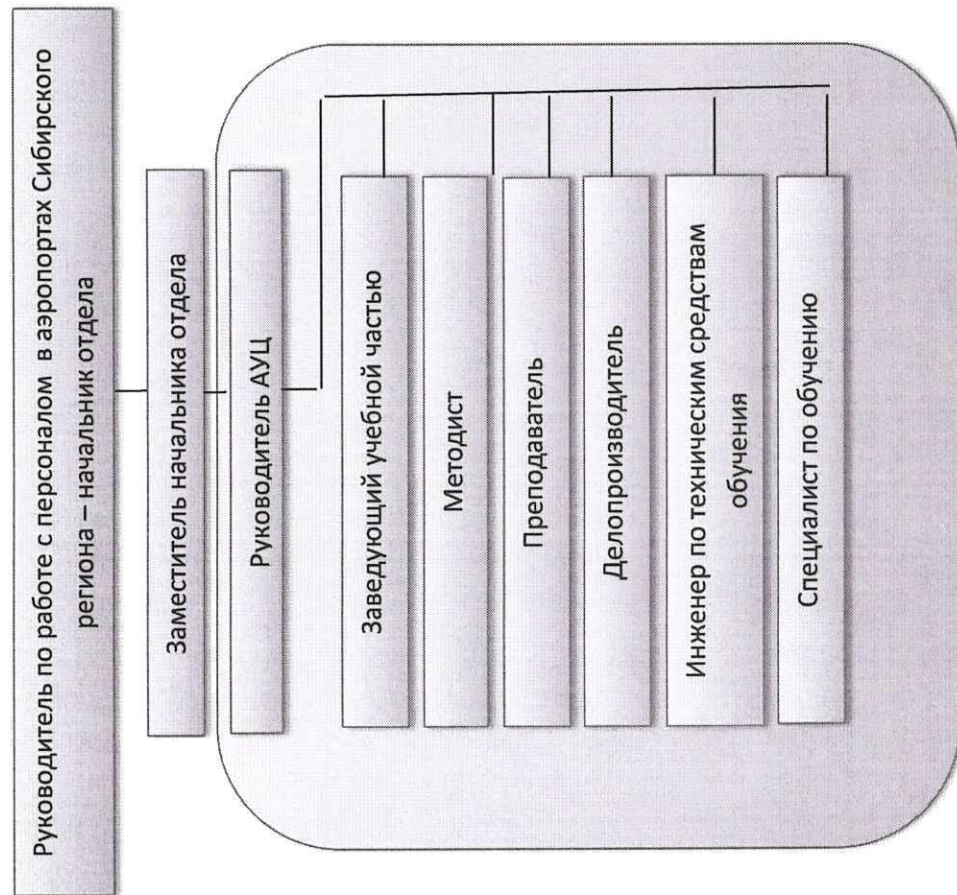 Руководитель по работе с персоналом в аэропортах Сибирского
региона – начальник отдела
Заместитель начальника отдела
Руководитель АУЦ
Заведующий учебной частью
Методист
Преподаватель
Делопроизводитель
Инженер по техническим средствам
обучения
Специалист по обучению